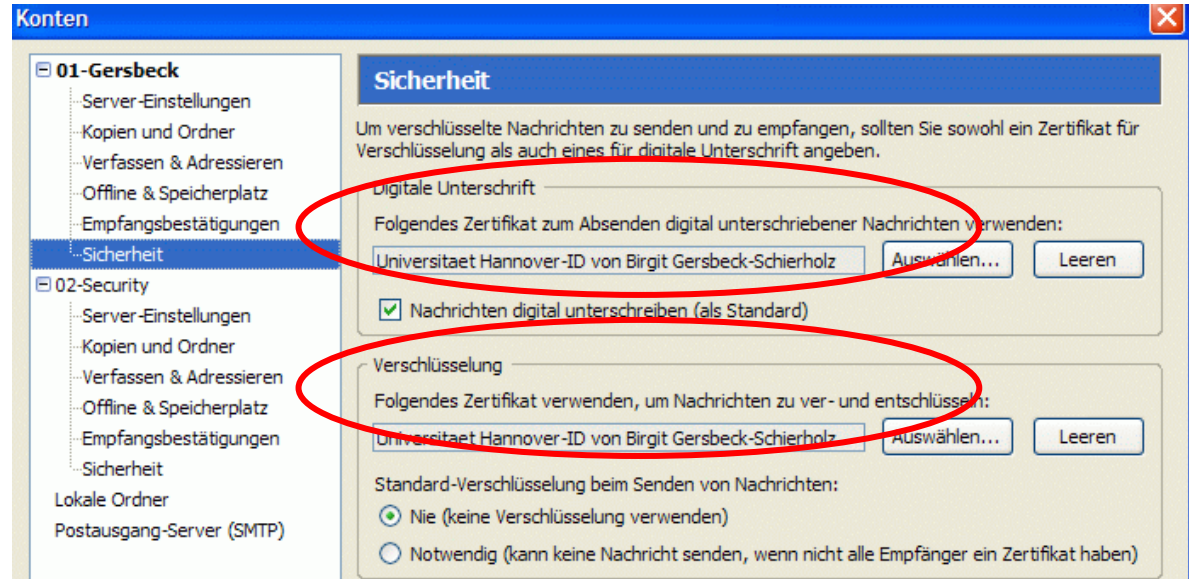 Konten
01-Gersbeck
Server-Einstellungen
Kopien und Ordner
Verfassen & Adressieren
Offline & Speicherplatz
Empfangsbestätigungen
Sicherheit
02-Security
Server-Einstellungen
Kopien und Ordner
Verfassen & Adressieren
Offline & Speicherplatz
Empfangsbestätigungen
Sicherheit
Lokale Ordner
Postausgang-Server (SMTP)
Sicherheit
Um verschlüsselte Nachrichten zu senden und zu empfangen, sollten Sie sowohl ein Zertifikat für
Verschlüsselung als auch eines für digitale Unterschrift angeben.
Digitale Unterschrift
Folgendes Zertifikat zum Absenden digital unterschriebener Nachrichten verwenden:
Universitaet Hannover-ID von Birgit Gersbeck-Schierholz Auswählen... Leeren
Nachrichten digital unterschreiben (als Standard)
Verschlüsselung
Folgendes Zertifikat verwenden, um Nachrichten zu ver- und entschlüsseln:
Universitaet Hannover-ID von Birgit Gersbeck-Schierholz Auswählen... Leeren
Standard-Verschlüsselung beim Senden von Nachrichten:
Nie (keine Verschlüsselung verwenden)
Notwendig (kann keine Nachricht senden, wenn nicht alle Empfänger ein Zertifikat haben)